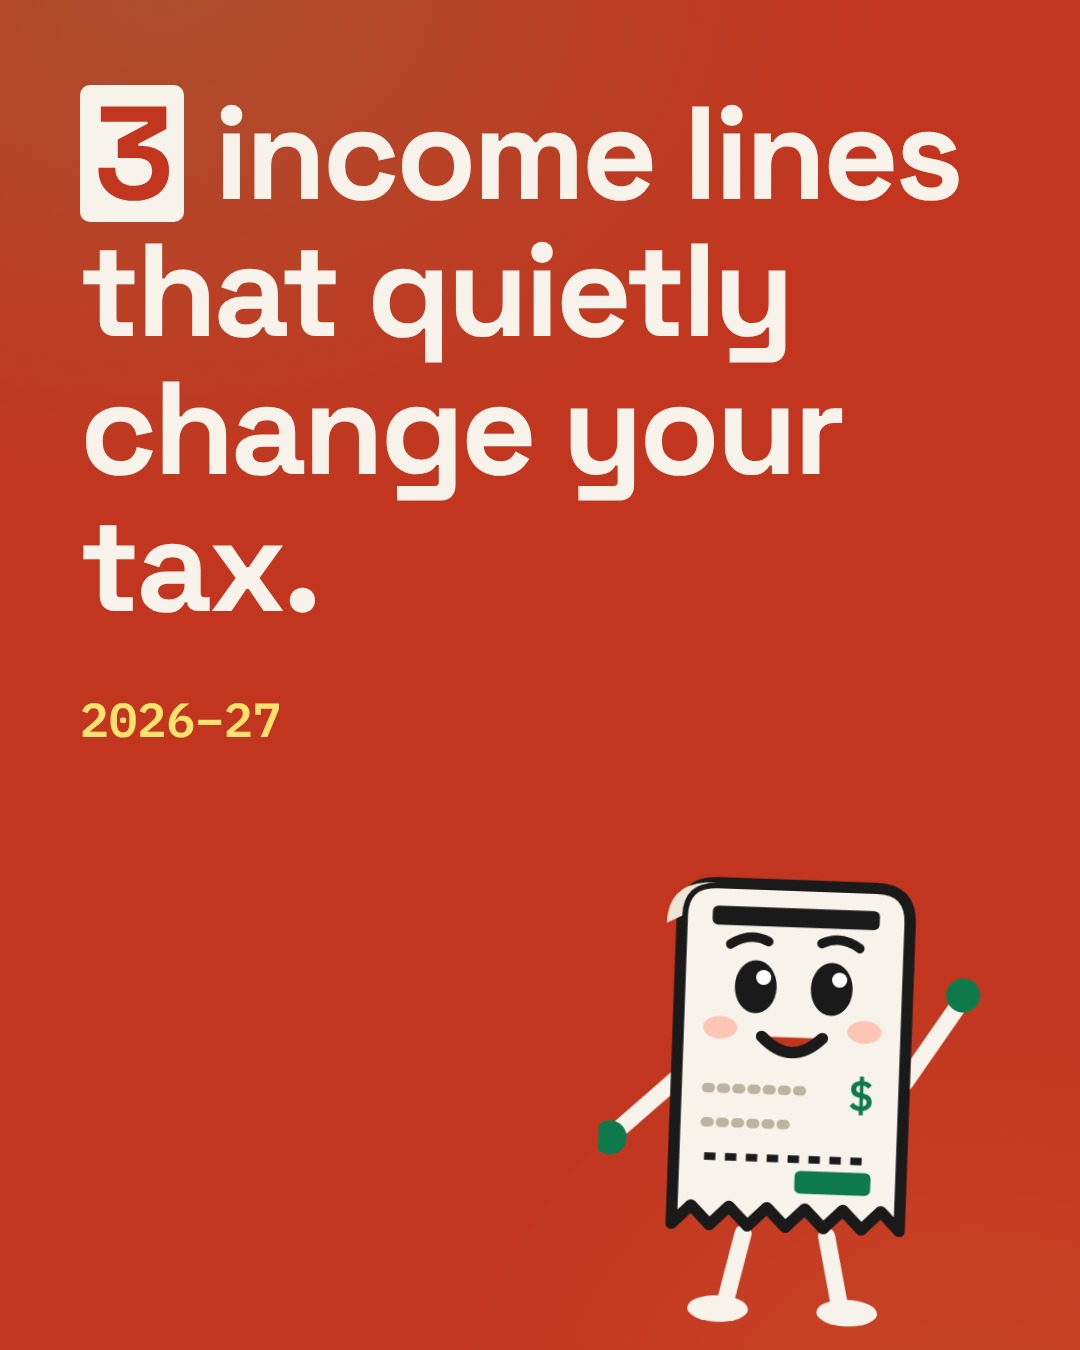 3 income lines
that quietly
change your
tax.
2026–27
$